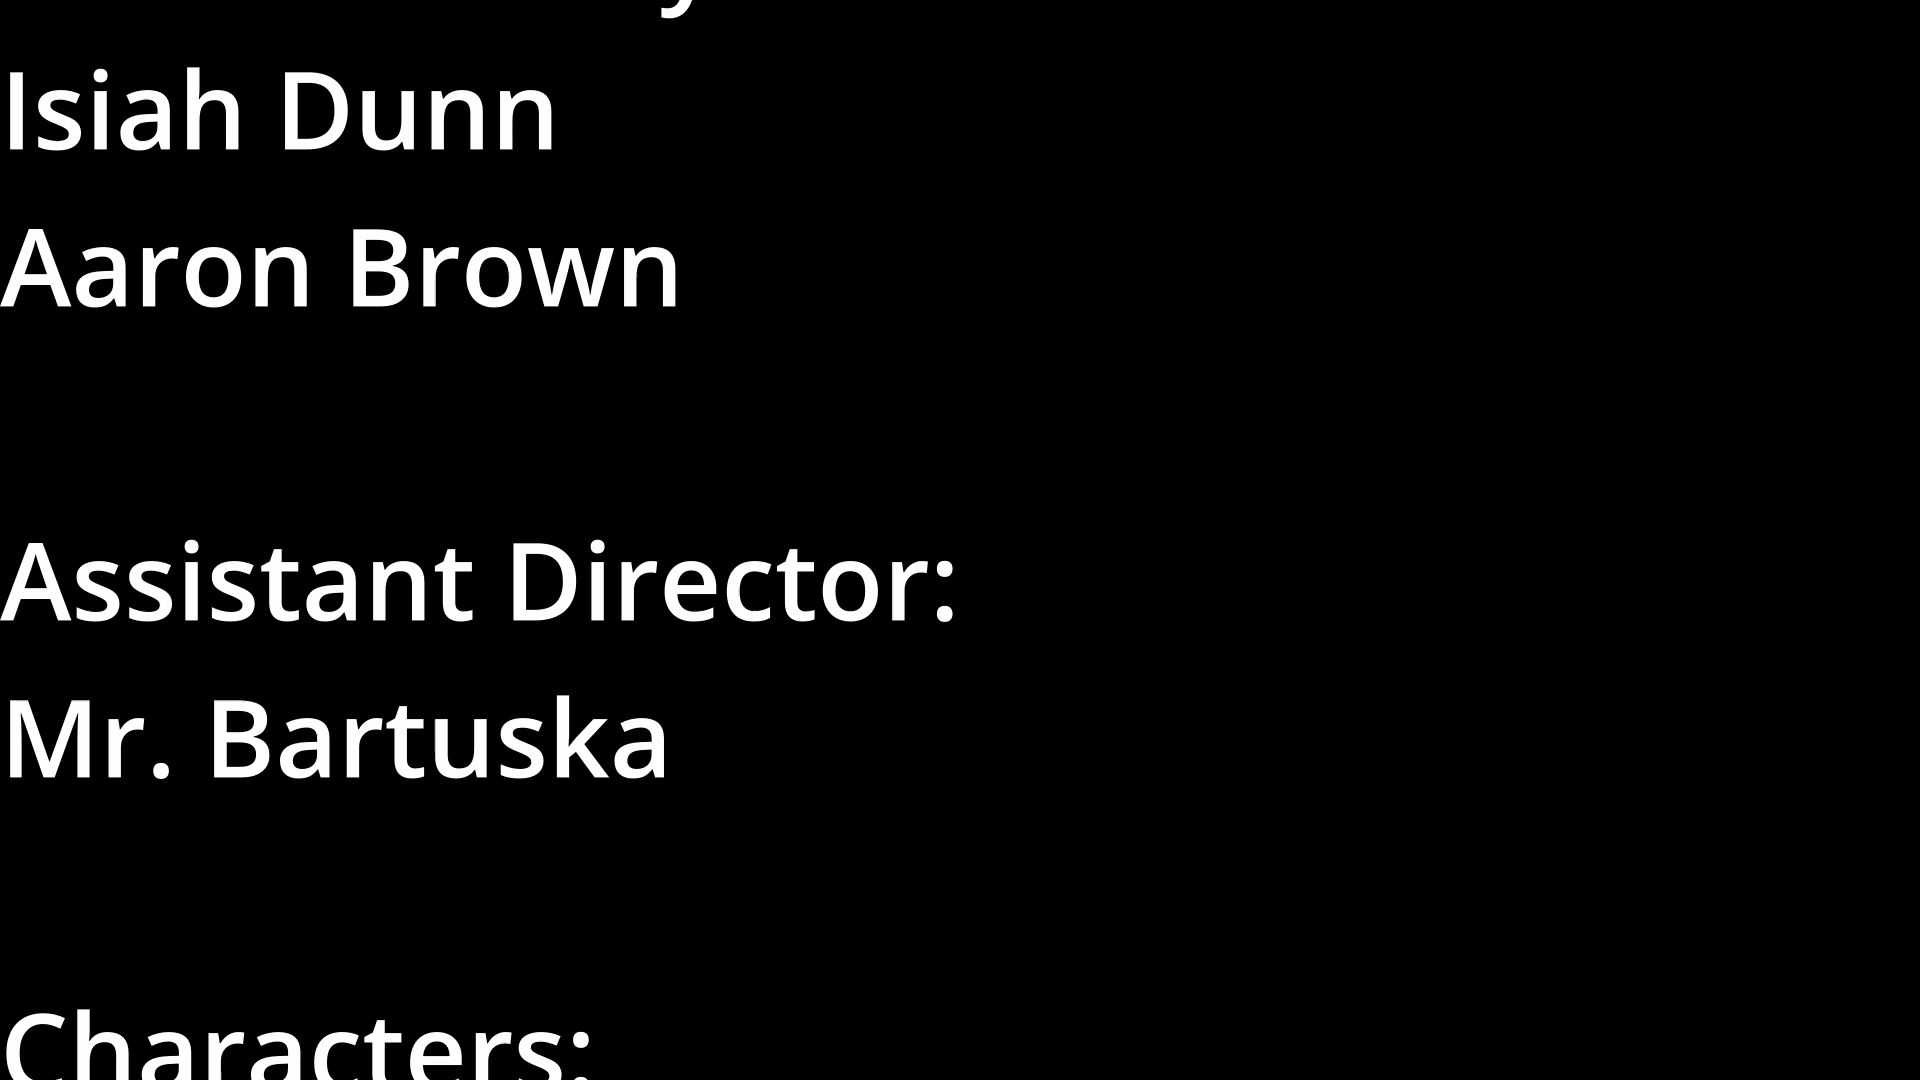 Isiah Dunn
Aaron Brown
Assistant Director:
Mr. Bartuska
Characters: